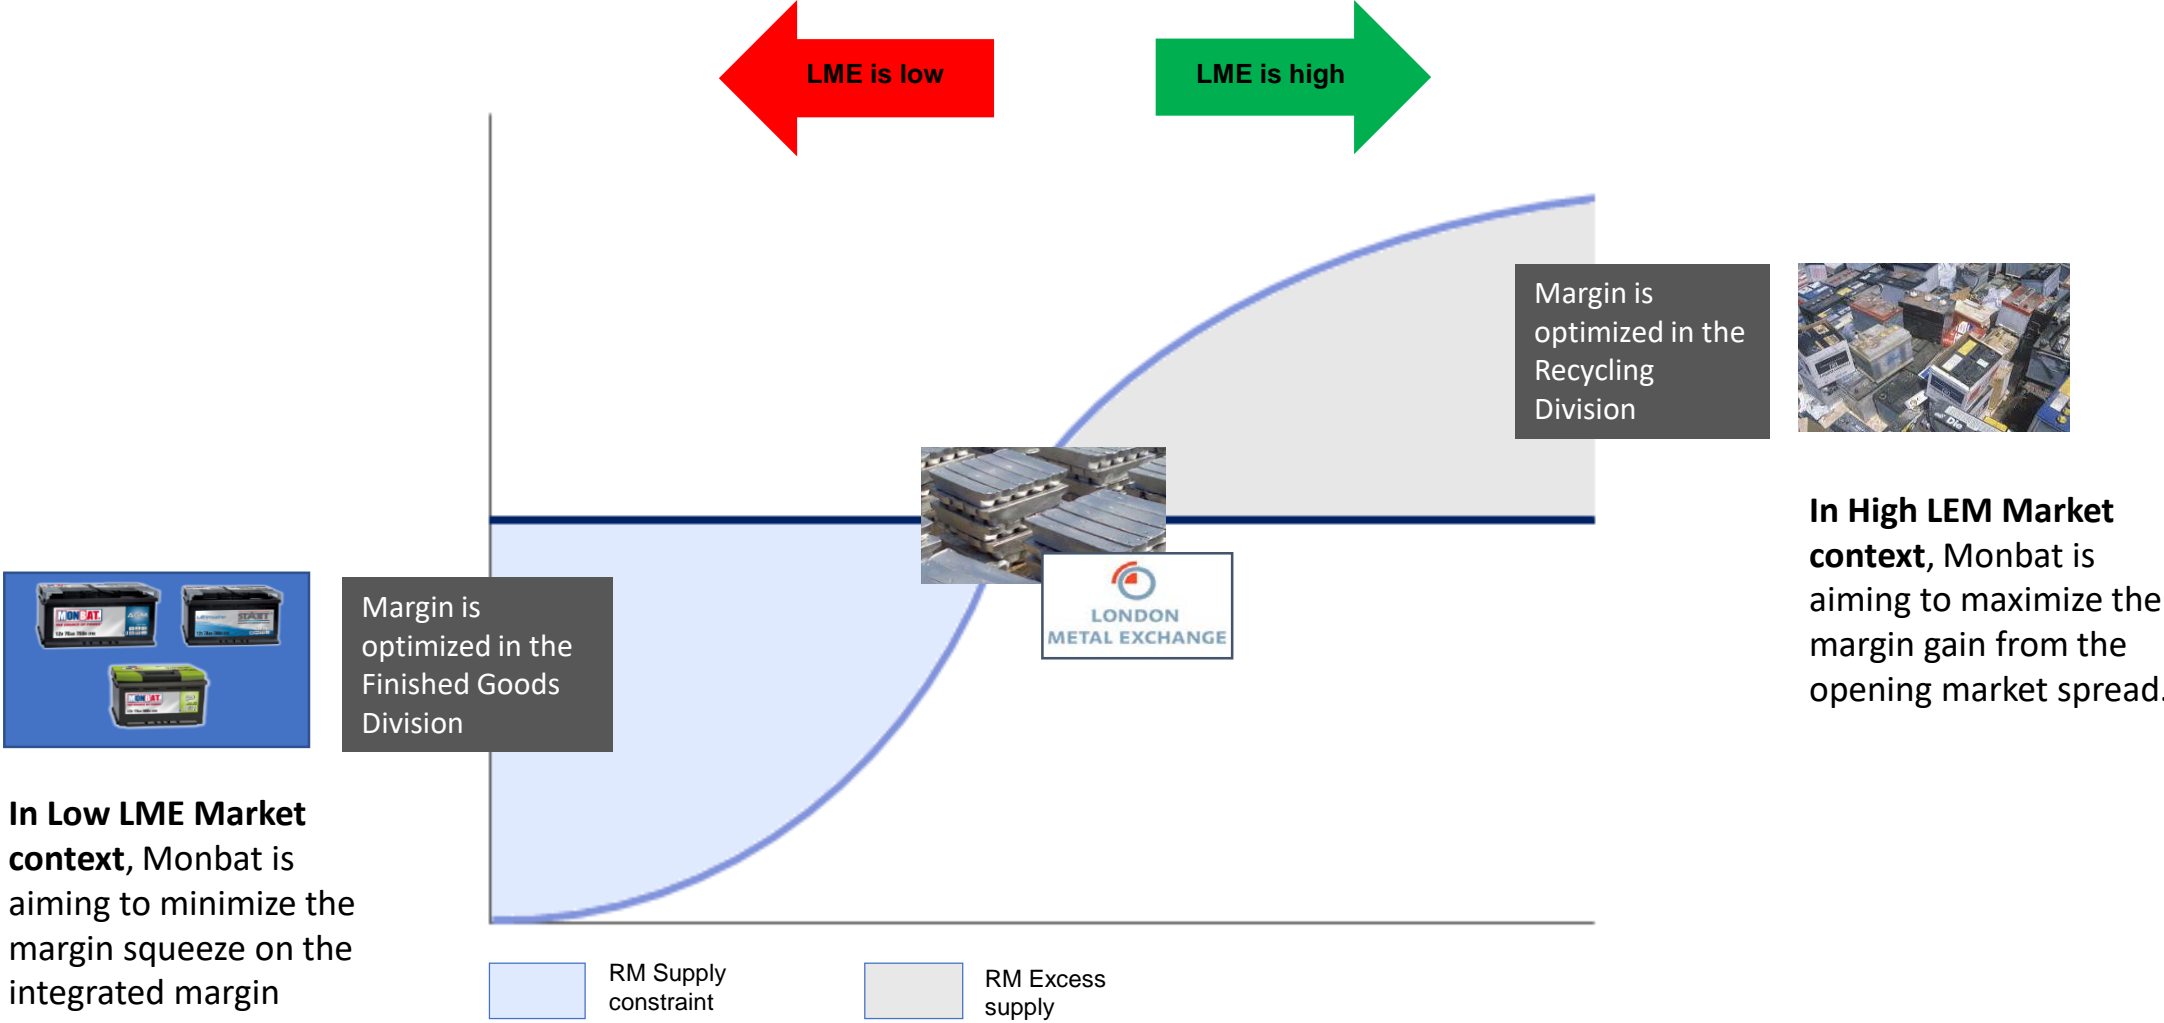 LME is low
LME is high
Margin is
optimized in the
Recycling
Division
In High LEM Market
context, Monbat is
aiming to maximize the
margin gain from the
opening market spread.
LONDON
METAL EXCHANGE
MONBAT
MONBAT
Margin is
optimized in the
Finished Goods
Division
In Low LME Market
context, Monbat is
aiming to minimize the
margin squeeze on the
integrated margin
RM Supply
constraint
RM Excess
supply